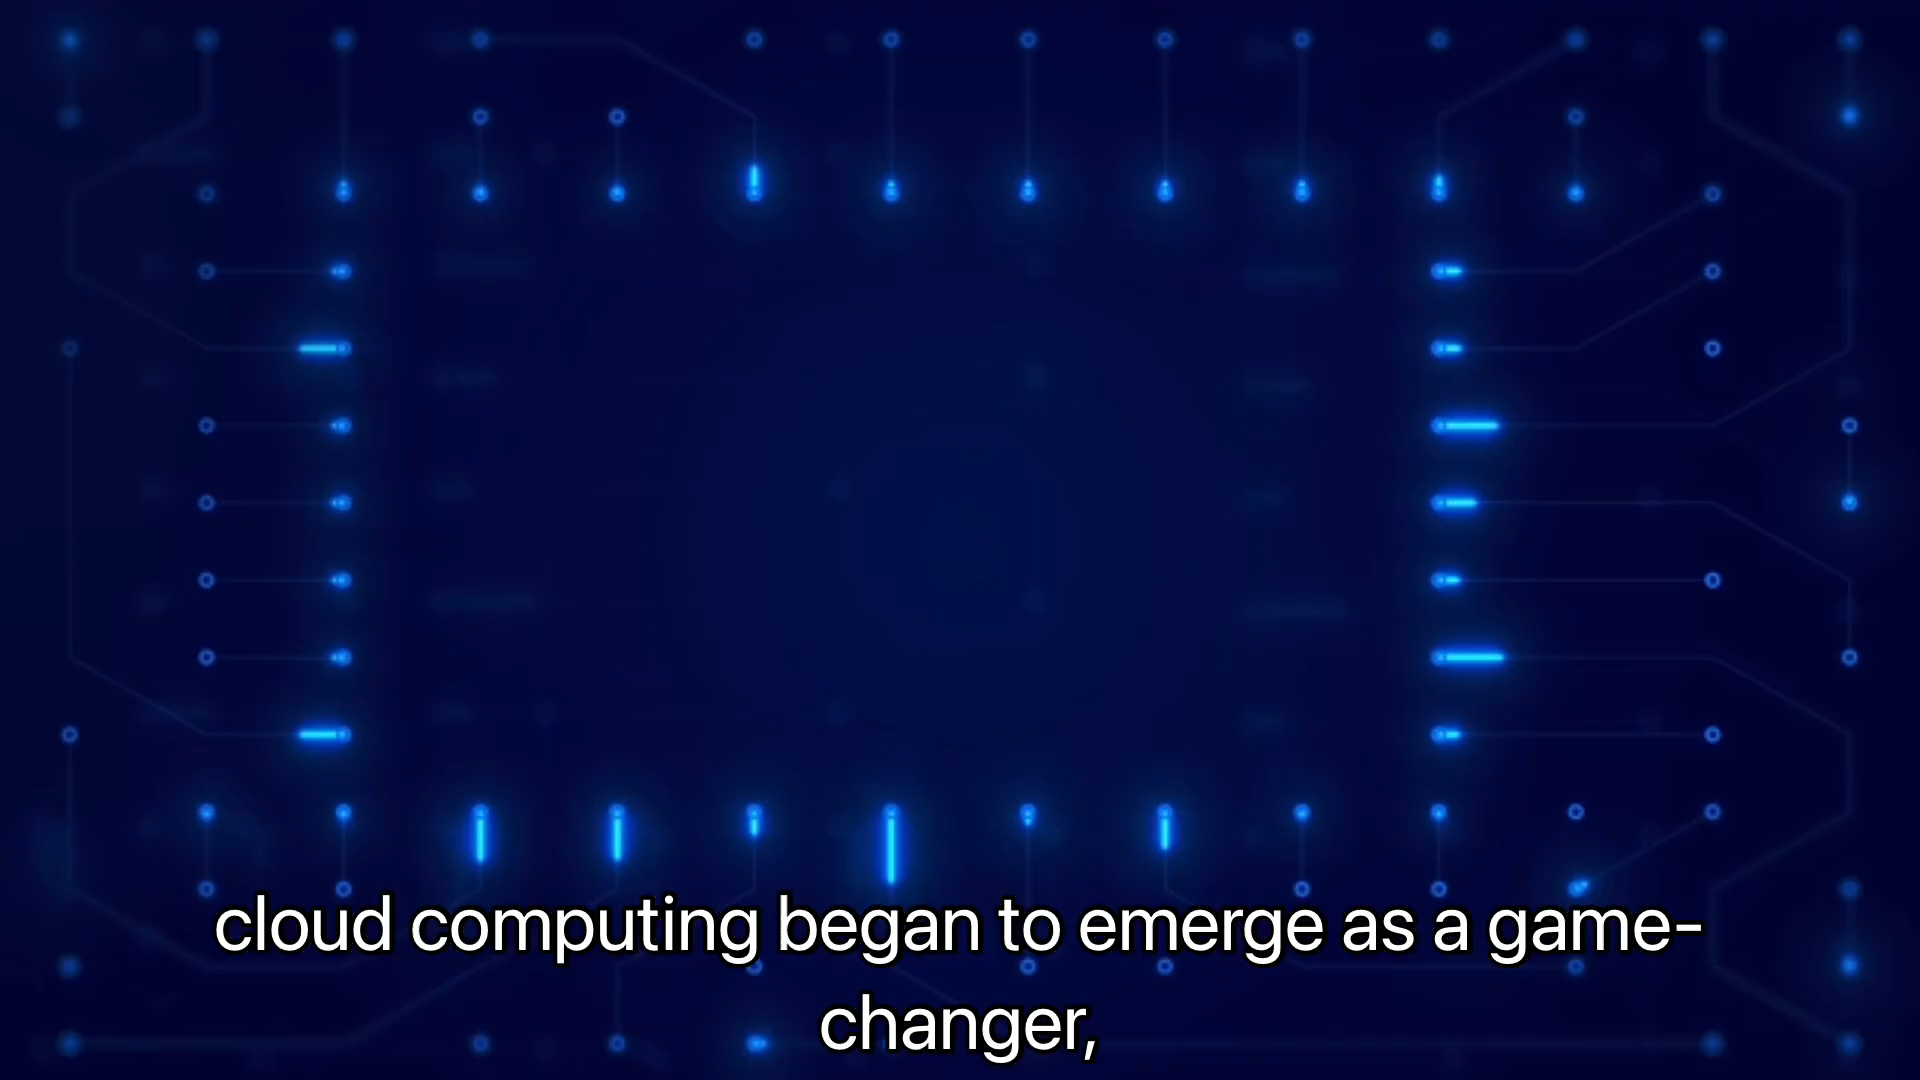 cloud computing began to emerge as a game-
changer,